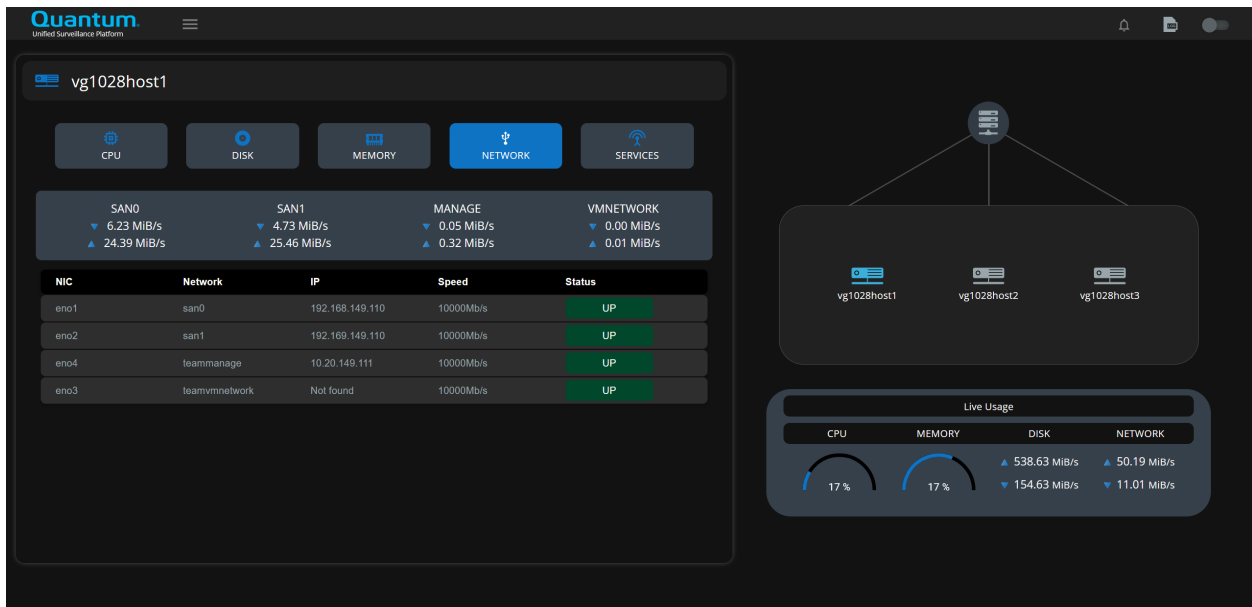 Quantum.
Unified Surveillance Platform
vg1028host1
CPU DISK MEMORY NETWORK SERVICES
SAN0 SAN1 MANAGE VMNETWORK
6.23 MiB/s 4.73 MiB/s 0.05 MiB/s 0.00 MiB/s
24.39 MiB/s 25.46 MiB/s 0.32 MiB/s 0.01 MiB/s
NIC Network IP Speed Status
eno1 san0 192.168.149.110 10000Mb/s UP
eno2 san1 192.169.149.110 10000Mb/s UP
eno4 teammanage 10.20.149.111 10000Mb/s UP
eno3 teamvmnetwork Not found 10000Mb/s UP
vg1028host1 vg1028host2 vg1028host3
Live Usage
CPU MEMORY DISK NETWORK
538.63 MiB/s 50.19 MiB/s
17 % 17 % 154.63 MiB/s 11.01 MiB/s